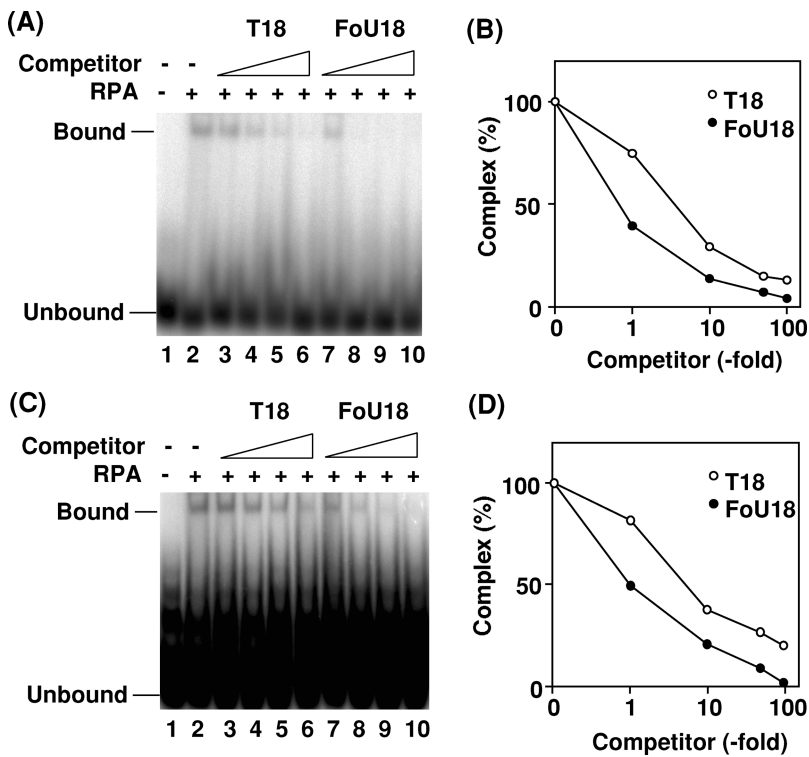 (A)
T18 FoU18
Competitor - -
RPA - + + + + + + + + +
Bound
Unbound
1 2 3 4 5 6 7 8 9 10
(B)
T18
FoU18
Complex (%)
100
50
0
0 1 10 100
Competitor (-fold)
(C)
T18 FoU18
Competitor - -
RPA - + + + + + + + + +
Bound
Unbound
1 2 3 4 5 6 7 8 9 10
(D)
T18
FoU18
Complex (%)
100
50
0
0 1 10 100
Competitor (-fold)